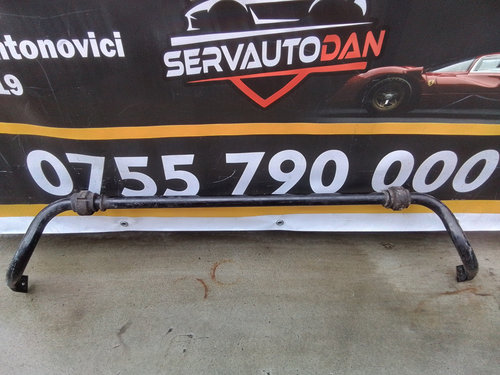 ntonovici
19
SERVAUTODAN
0755 790 000